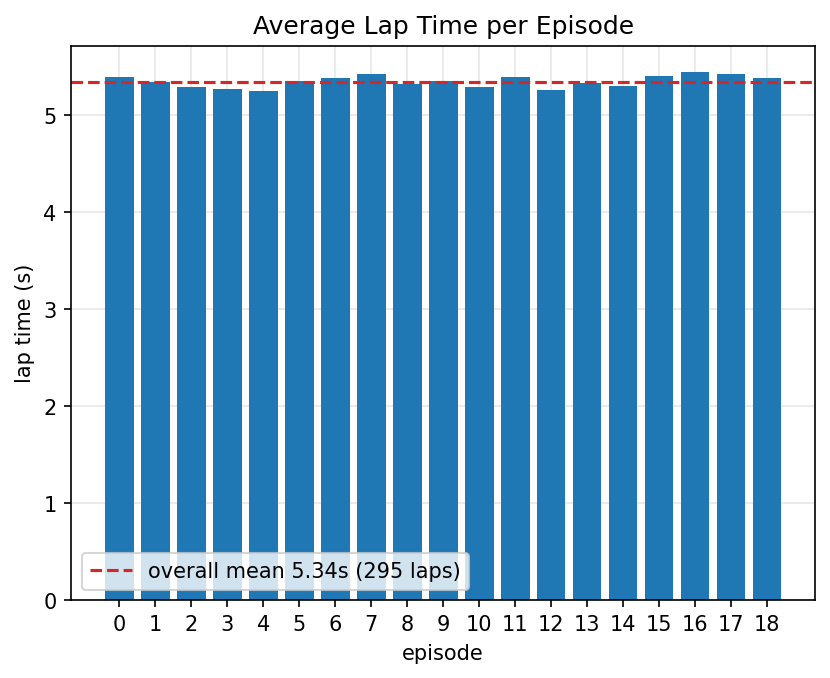 Average Lap Time per Episode
lap time (s)
5
4
3
2
1
0
overall mean 5.34s (295 laps)
0 1 2 3 4 5 6 7 8 9 10 11 12 13 14 15 16 17 18
episode